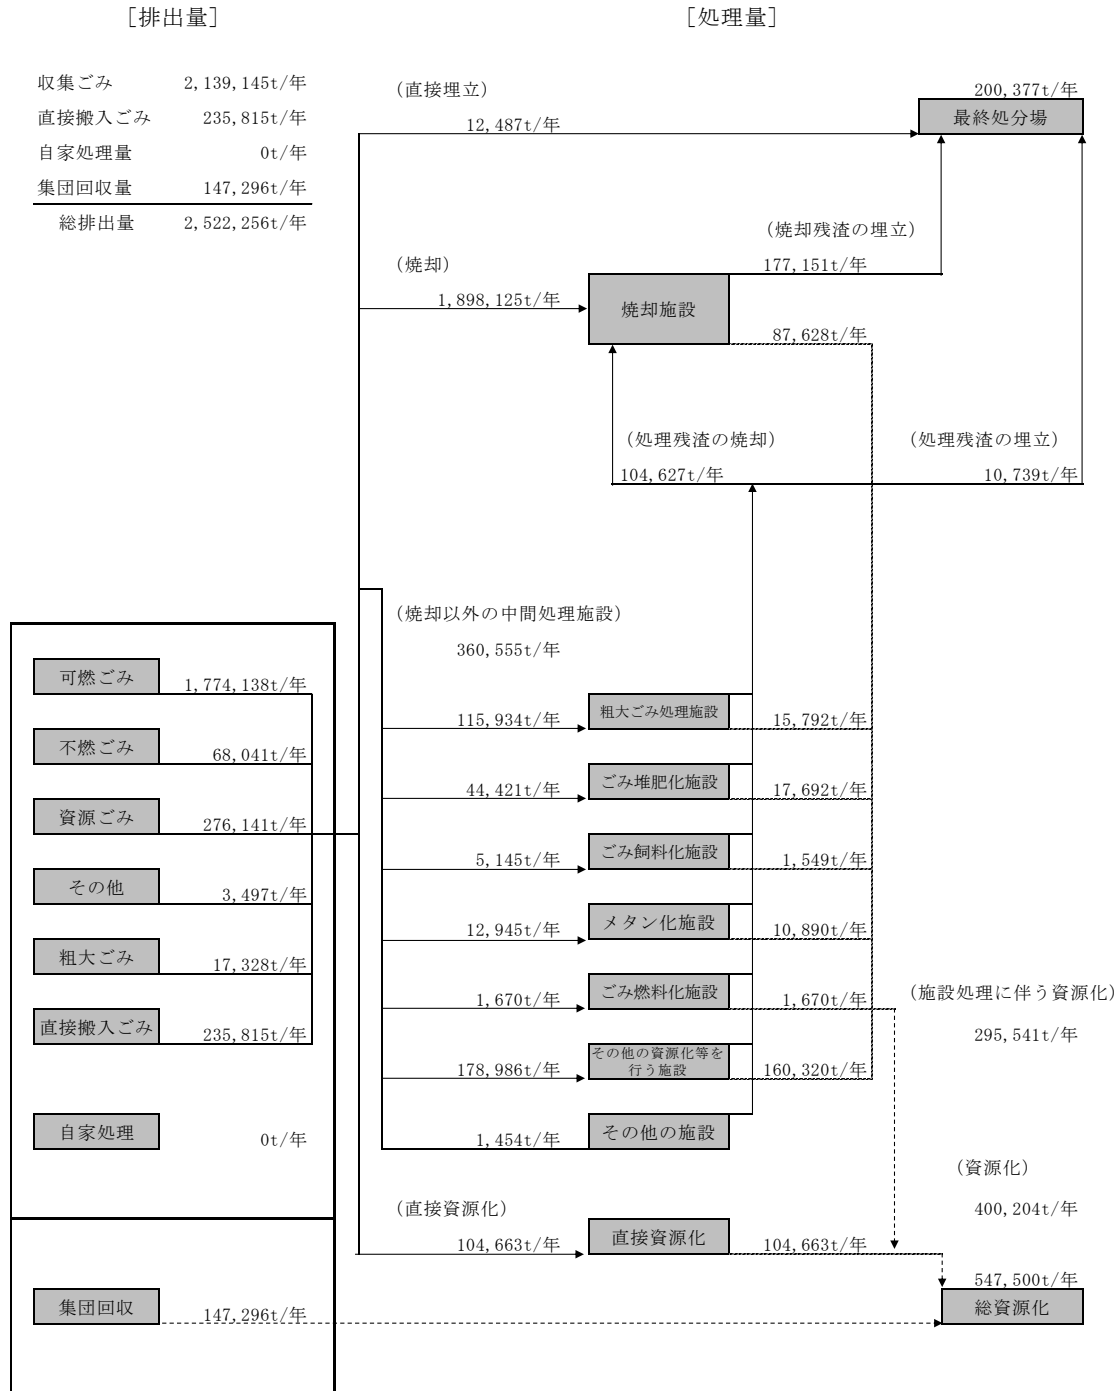 ［排出量］
［処理量］
収集ごみ 2,139,145t/年
直接搬入ごみ 235,815t/年
自家処理量 0t/年
集団回収量 147,296t/年
総排出量 2,522,256t/年
（直接埋立）
12,487t/年
200,377t/年
最終処分場
（焼却残渣の埋立）
177,151t/年
（焼却）
1,898,125t/年
焼却施設
87,628t/年
（処理残渣の焼却）
104,627t/年
（処理残渣の埋立）
10,739t/年
（焼却以外の中間処理施設）
360,555t/年
可燃ごみ 1,774,138t/年
不燃ごみ 68,041t/年
資源ごみ 276,141t/年
その他 3,497t/年
粗大ごみ 17,328t/年
直接搬入ごみ 235,815t/年
自家処理 0t/年
115,934t/年 粗大ごみ処理施設 15,792t/年
44,421t/年 ごみ堆肥化施設 17,692t/年
5,145t/年 ごみ飼料化施設 1,549t/年
12,945t/年 メタン化施設 10,890t/年
1,670t/年 ごみ燃料化施設 1,670t/年
（施設処理に伴う資源化）
295,541t/年
その他の資源化等を
178,986t/年 行う施設 160,320t/年
1,454t/年 その他の施設
（資源化）
400,204t/年
（直接資源化）
104,663t/年 直接資源化 104,663t/年
547,500t/年
総資源化
集団回収 147,296t/年